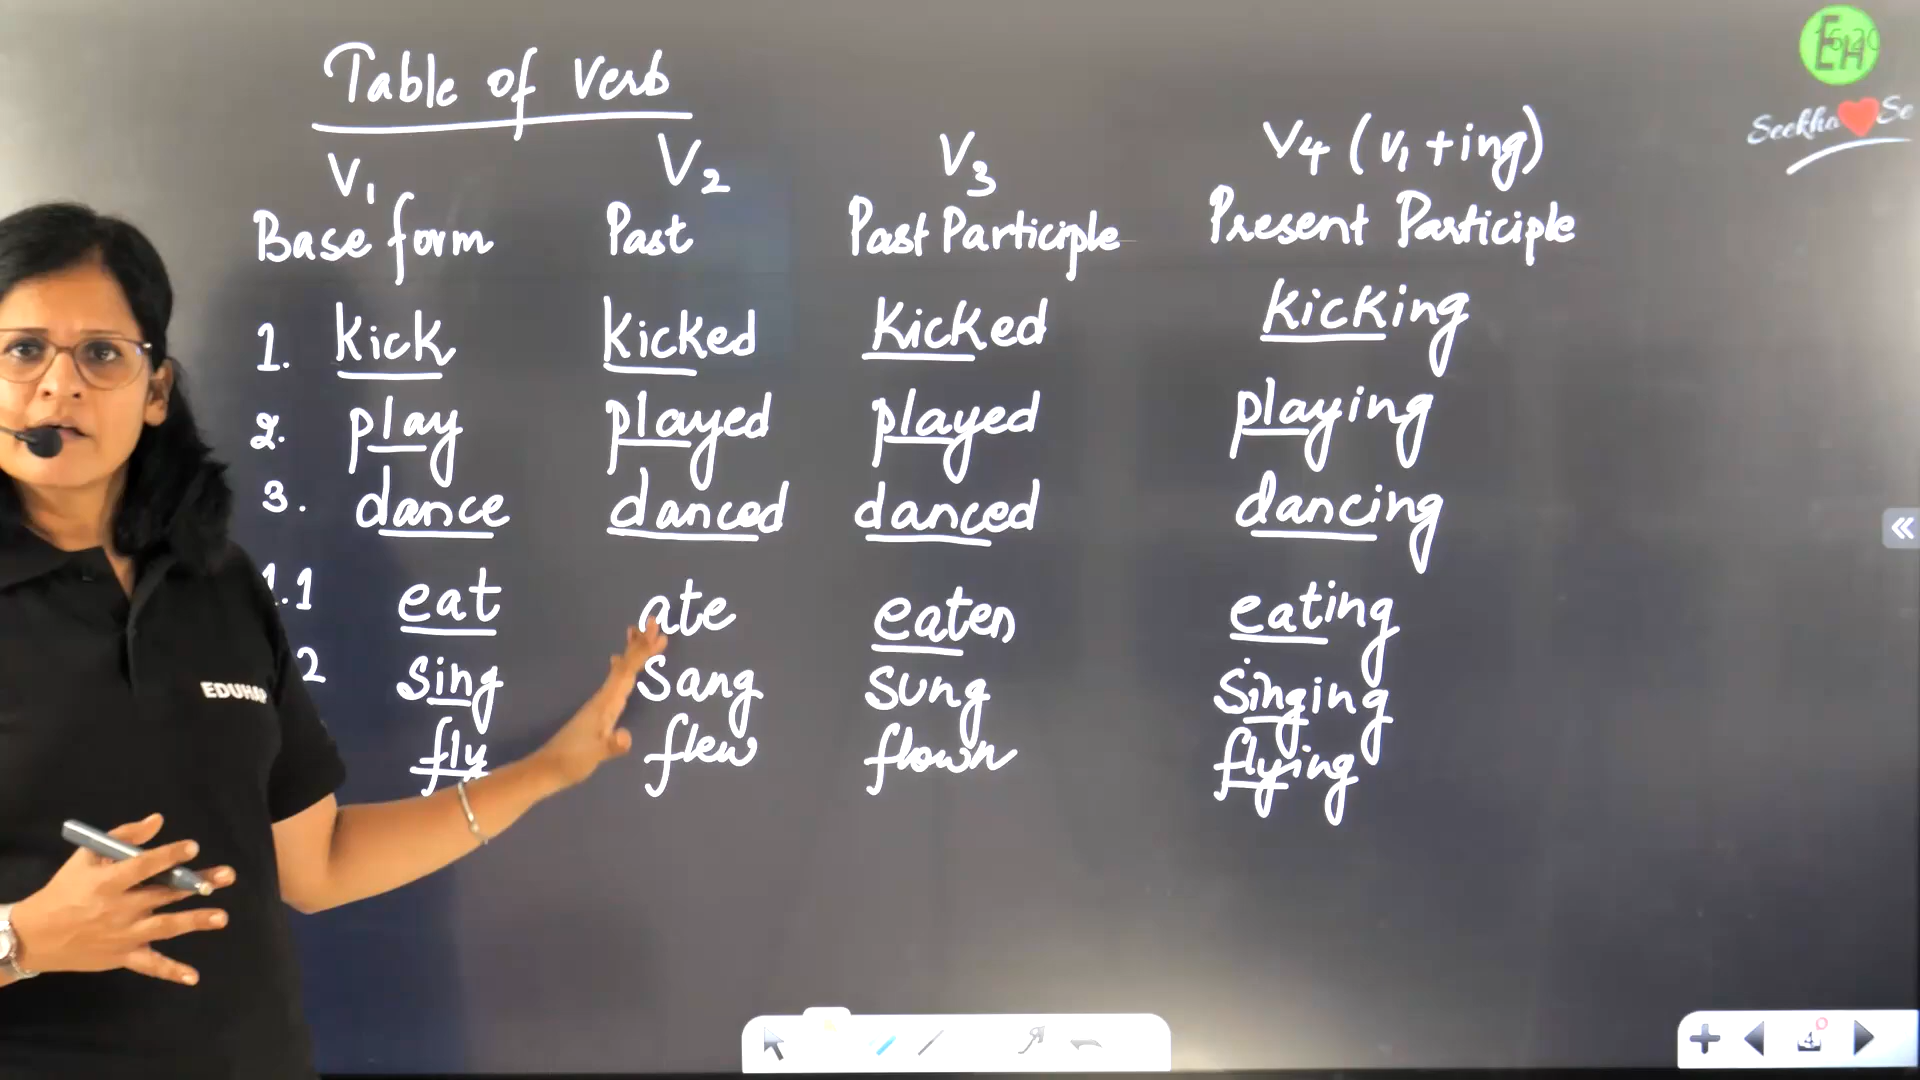 Table of Verb
V1 V2 V3 V4 (V1 + ing)
Base form Past Past Participle Present Participle
1. kick kicked kicked kicking
2. play played played playing
3. dance danced danced dancing
.1 eat ate eaten eating
2 sing sang sung singing
fly flew flown flying
EH
Seekho Se
EDUHAP